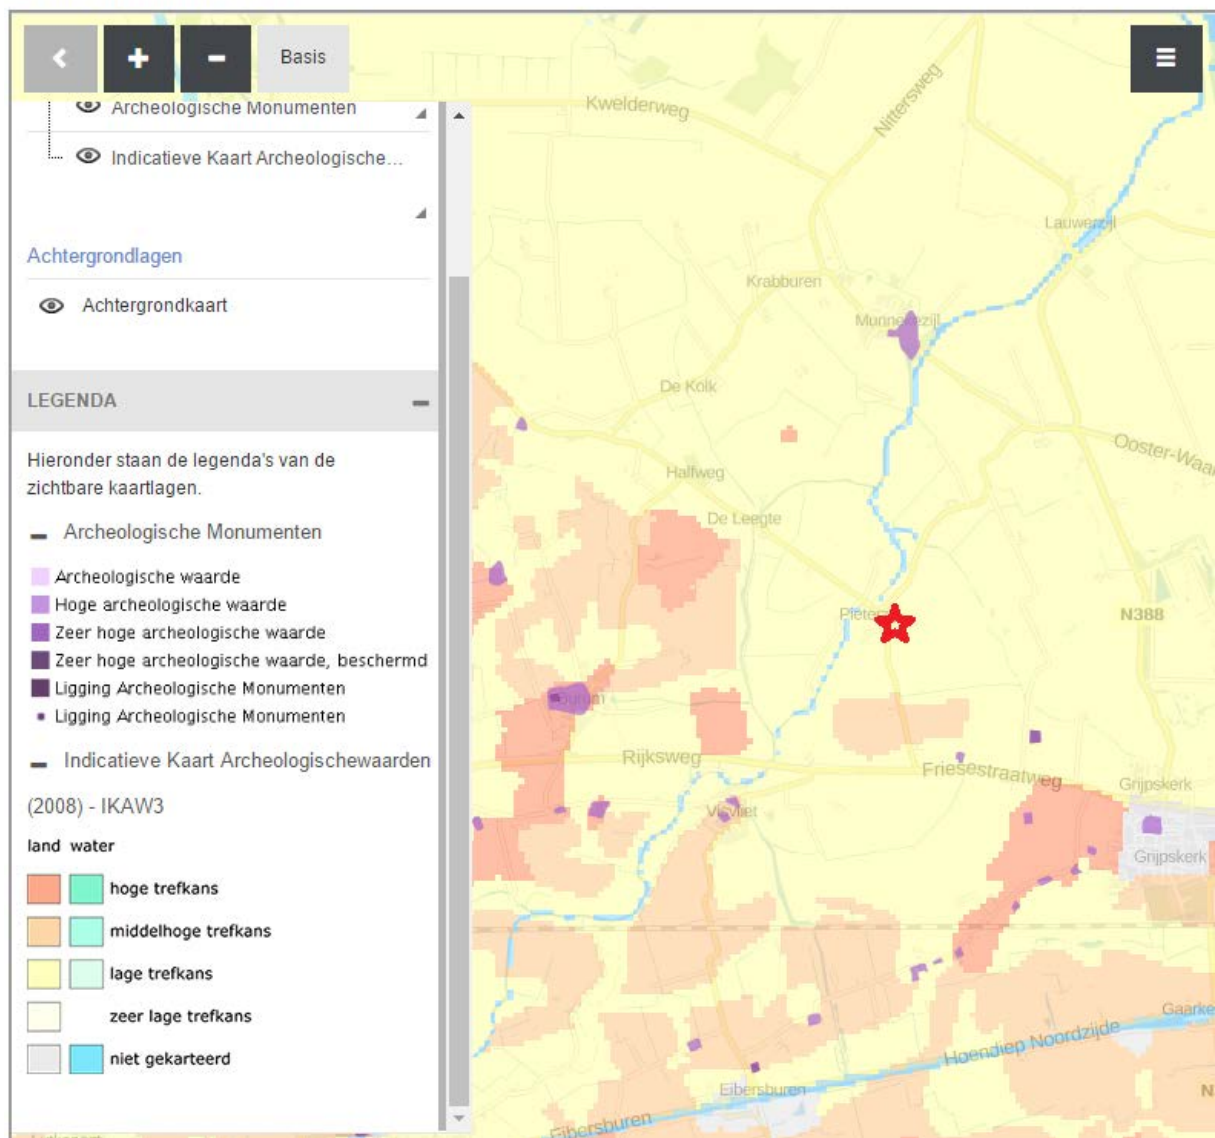 Basis
Archeologische Monumenten
Indicatieve Kaart Archeologische...
Achtergrondlagen
Achtergrondkaart
LEGENDA
Hieronder staan de legenda's van de
zichtbare kaartlagen.
Archeologische Monumenten
Archeologische waarde
Hoge archeologische waarde
Zeer hoge archeologische waarde
Zeer hoge archeologische waarde, beschermd
Ligging Archeologische Monumenten
Ligging Archeologische Monumenten
Indicatieve Kaart Archeologischewaarden
(2008) - IKAW3
land water
hoge trefkans
middelhoge trefkans
lage trefkans
zeer lage trefkans
niet gekarteerd
Kwelderweg
Nittersweg
Lauwerzijl
Krabburen
Munnekezijl
De Kolk
Ooster-Waa
Halfweg
De Leegte
Pieterz
N388
Rijksweg
Friesestraatweg
Grijpskerk
Visvliet
Grijpskerk
Gaarke
Hoendiep Noordzijde
Eibersburen
Eibersburen
N